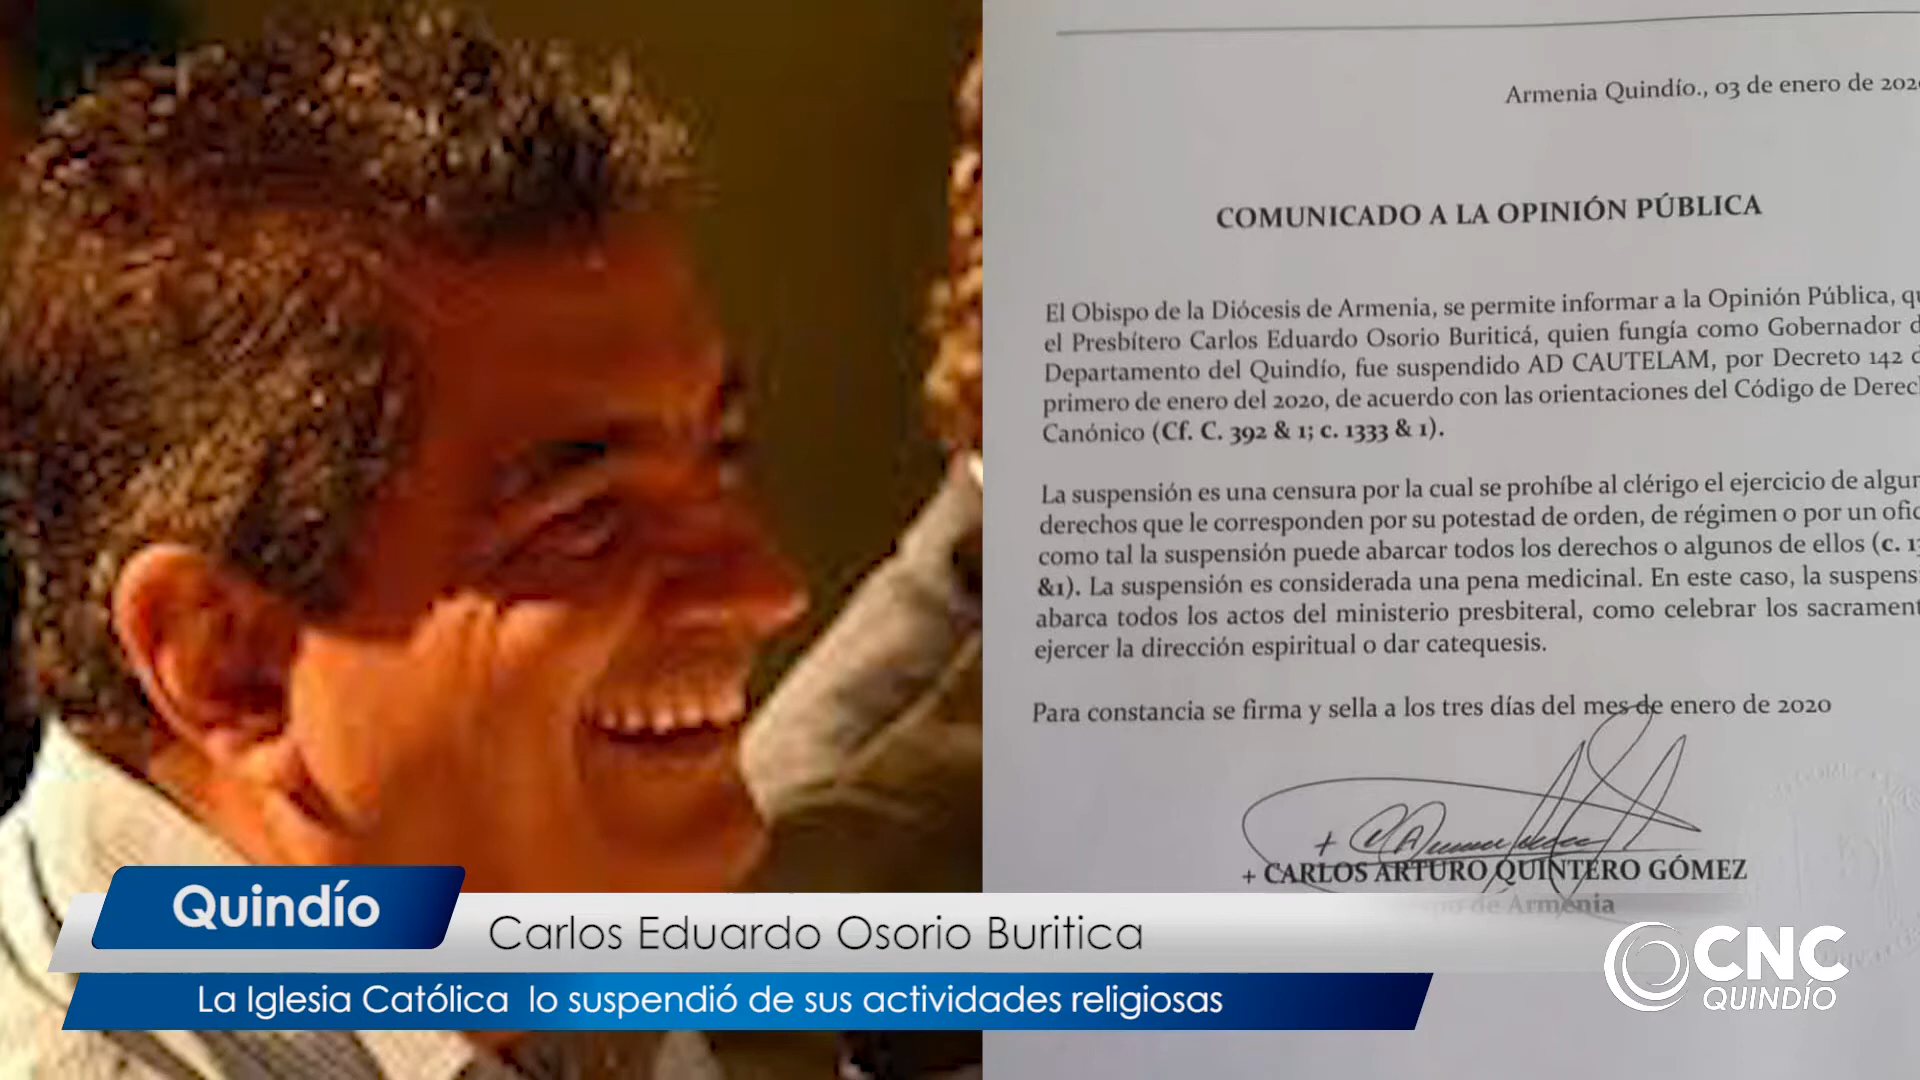 Armenia Quindío., 03 de enero de
COMUNICADO A LA OPINIÓN PÚBLICA
El Obispo de la Diócesis de Armenia, se permite informar a la Opinión Pública,
el Presbítero Carlos Eduardo Osorio Buriticá, quien fungía como Gobernador
Departamento del Quindío, fue suspendido AD CAUTELAM, por Decreto 142
primero de enero del 2020, de acuerdo con las orientaciones del Código de
Canónico (Cf. C. 392 & 1; c. 1333 & 1).
La suspensión es una censura por la cual se prohíbe al clérigo el ejercicio de
derechos que le corresponden por su potestad de orden, de régimen o por un
como tal la suspensión puede abarcar todos los derechos o algunos de ellos (c.
&1). La suspensión es considerada una pena medicinal. En este caso, la
abarca todos los actos del ministerio presbiteral, como celebrar los
ejercer la dirección espiritual o dar catequesis.
Para constancia se firma y sella a los tres días del mes de enero de 2020
+ CARLOS ARTURO QUINTERO GÓMEZ
de Armenia
Quindío
Carlos Eduardo Osorio Buritica
La Iglesia Católica lo suspendió de sus actividades religiosas
CNC
QUINDÍO